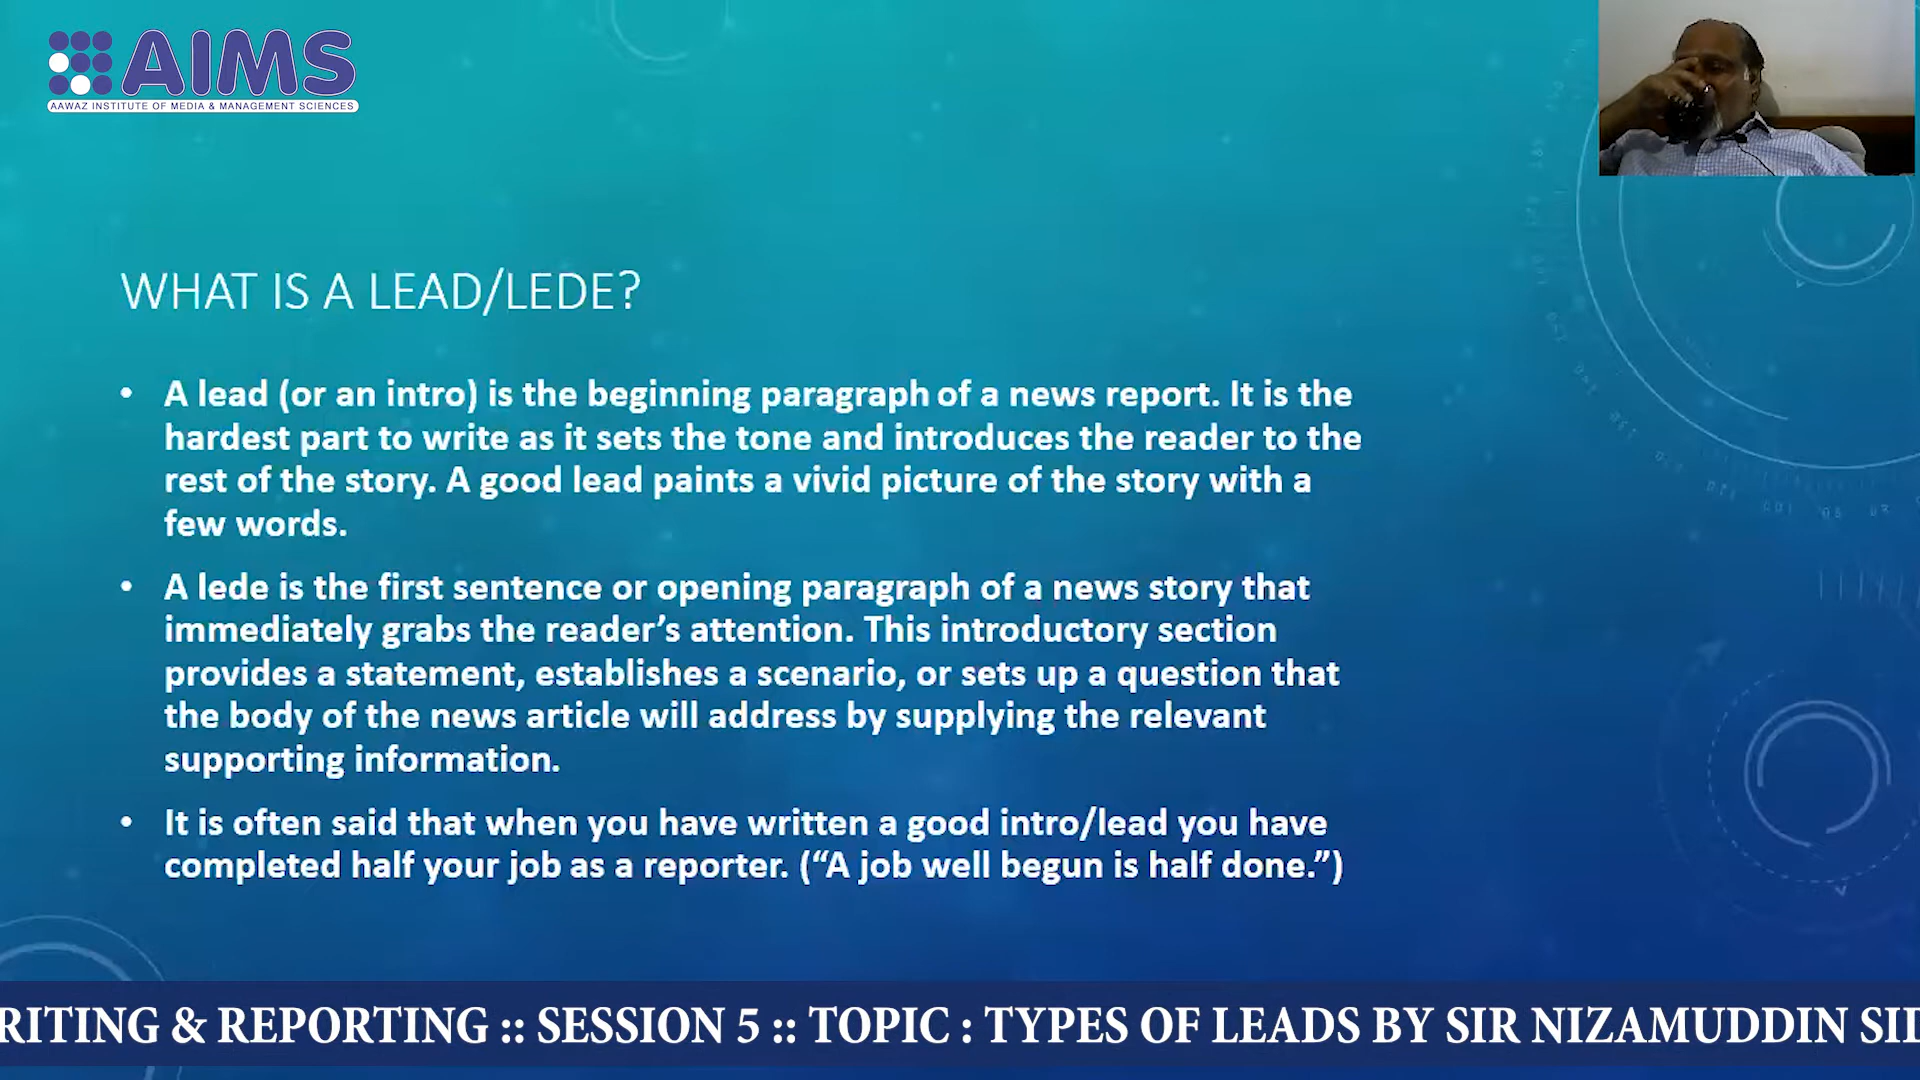 AIMS
AAWAZ INSTITUTE OF MEDIA & MANAGEMENT SCIENCES
WHAT IS A LEAD/LEDE?
• A lead (or an intro) is the beginning paragraph of a news report. It is the
hardest part to write as it sets the tone and introduces the reader to the
rest of the story. A good lead paints a vivid picture of the story with a
few words.
• A lede is the first sentence or opening paragraph of a news story that
immediately grabs the reader’s attention. This introductory section
provides a statement, establishes a scenario, or sets up a question that
the body of the news article will address by supplying the relevant
supporting information.
• It is often said that when you have written a good intro/lead you have
completed half your job as a reporter. (“A job well begun is half done.”)
RITING & REPORTING :: SESSION 5 :: TOPIC : TYPES OF LEADS BY SIR NIZAMUDDIN SID